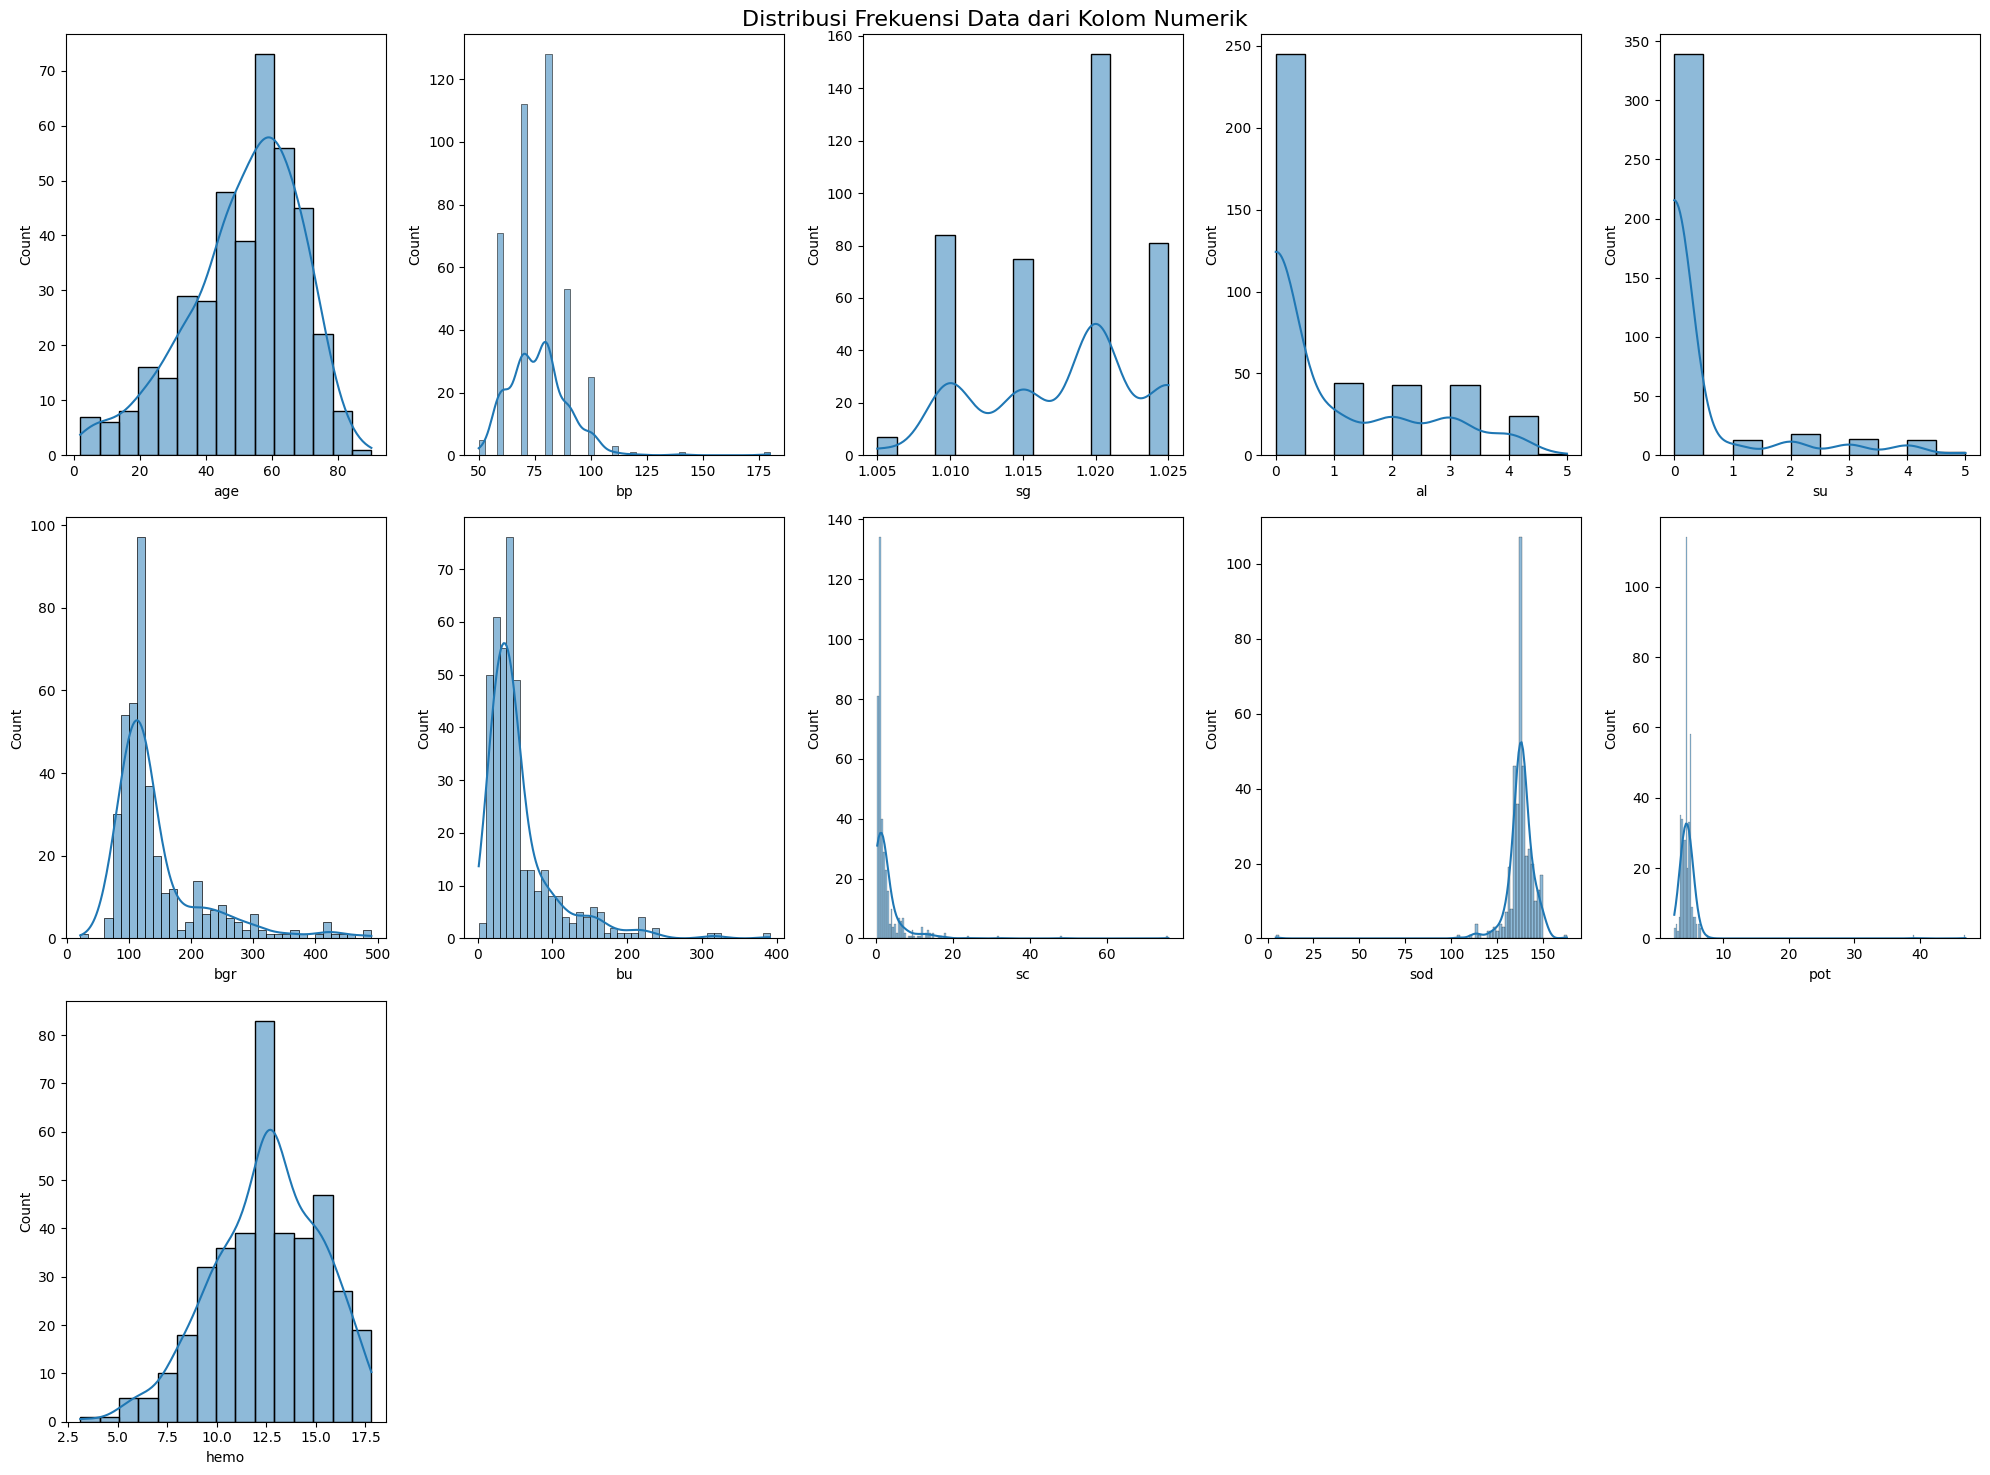 Distribusi Frekuensi Data dari Kolom Numerik
Count
70
60
50
40
30
20
10
0
0 20 40 60 80
age
Count
120
100
80
60
40
20
0
50 75 100 125 150 175
bp
Count
160
140
120
100
80
60
40
20
0
1.005 1.010 1.015 1.020 1.025
sg
Count
250
200
150
100
50
0
0 1 2 3 4 5
al
Count
350
300
250
200
150
100
50
0
0 1 2 3 4 5
su
Count
100
80
60
40
20
0
0 100 200 300 400 500
bgr
Count
70
60
50
40
30
20
10
0
0 100 200 300 400
bu
Count
140
120
100
80
60
40
20
0
0 20 40 60
sc
Count
100
80
60
40
20
0
0 25 50 75 100 125 150
sod
Count
100
80
60
40
20
0
10 20 30 40
pot
Count
80
70
60
50
40
30
20
10
0
2.5 5.0 7.5 10.0 12.5 15.0 17.5
hemo